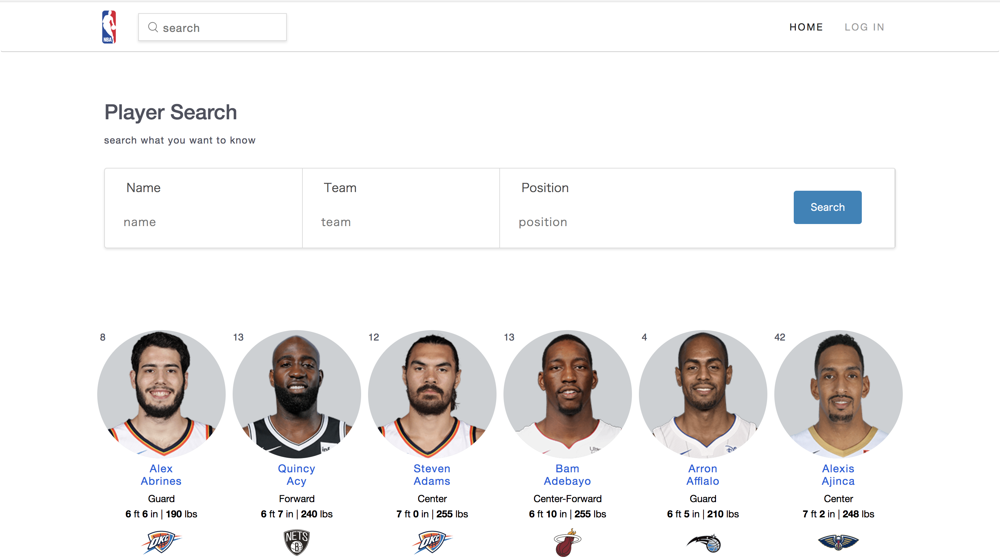 NBA
search
HOME
LOG IN
Player Search
search what you want to know
Name
Team
Position
name
team
position
Search
8
13
12
13
4
42
Alex
Abrines
Guard
6 ft 6 in | 190 lbs
OKC
Quincy
Acy
Forward
6 ft 7 in | 240 lbs
NETS
B
Steven
Adams
Center
7 ft 0 in | 255 lbs
OKC
Bam
Adebayo
Center-Forward
6 ft 10 in | 255 lbs
Arron
Afflalo
Guard
6 ft 5 in | 210 lbs
Alexis
Ajinca
Center
7 ft 2 in | 248 lbs